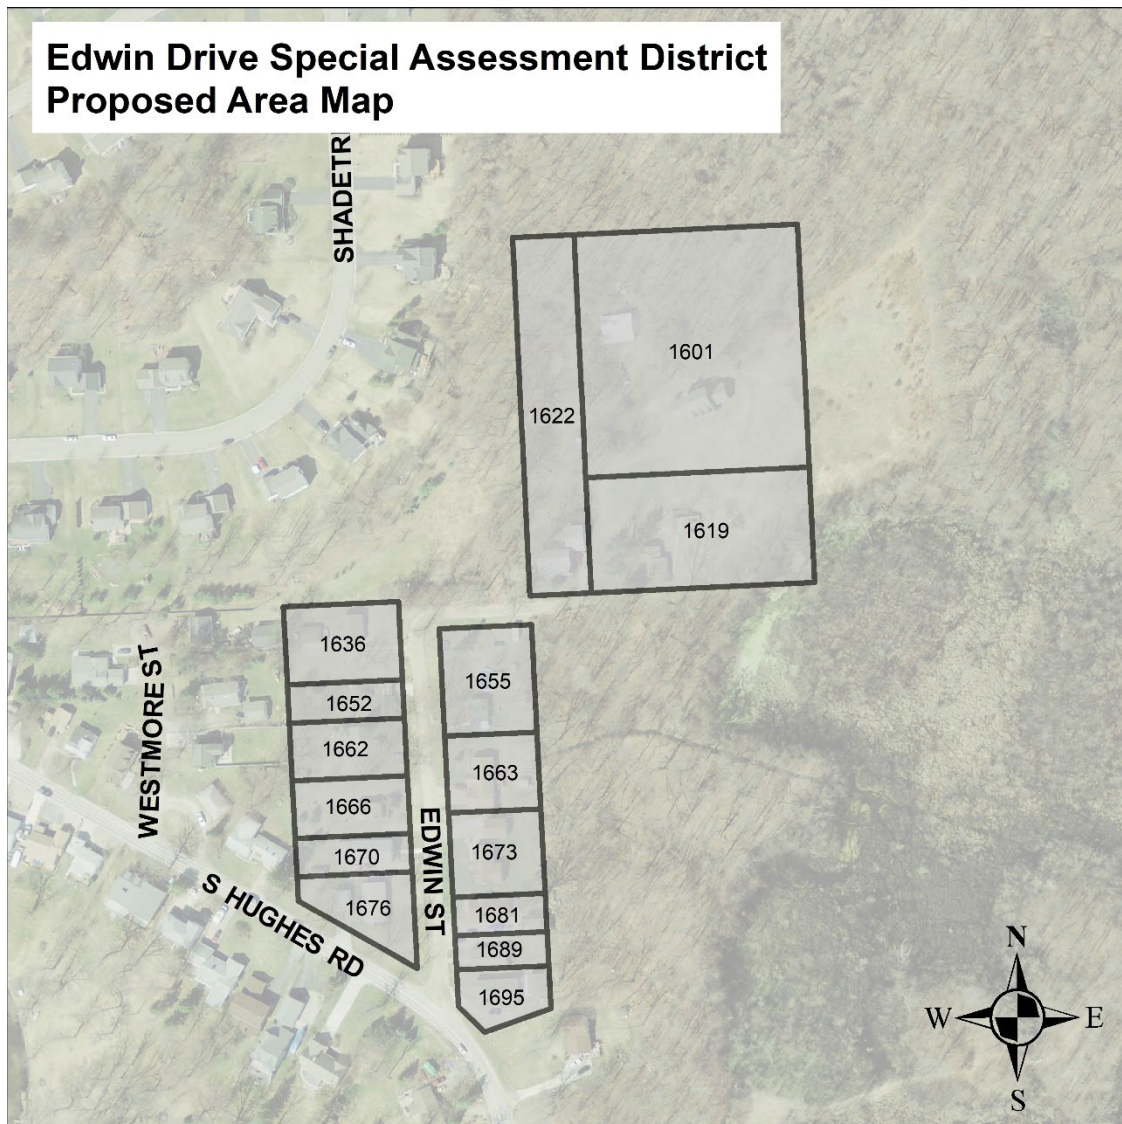 Edwin Drive Special Assessment District
Proposed Area Map
SHADETR
1601
1622
1619
1636
1655
1652
1662
1663
1666
1670
1673
1676
1681
1689
1695
WESTMORE ST
EDWIN ST
S HUGHES RD
N
W
E
S